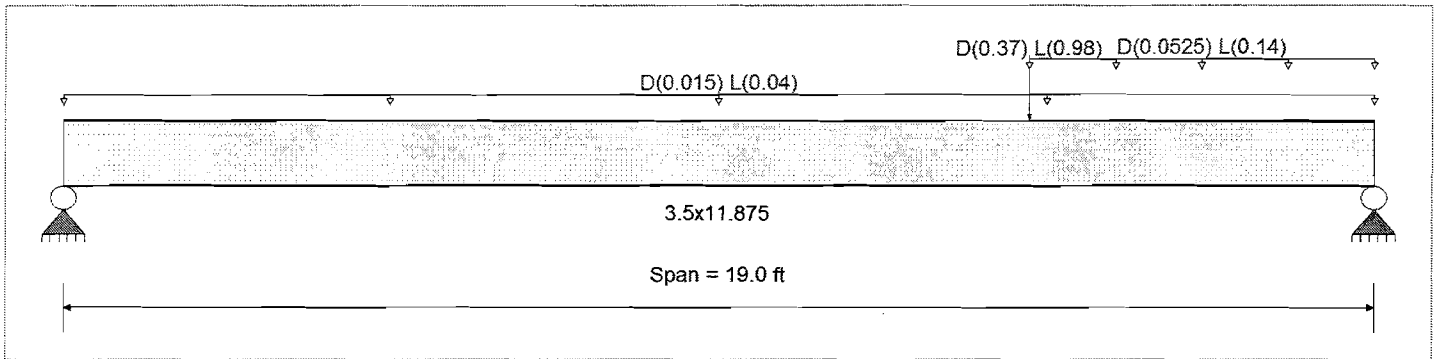 D(0.37) L(0.98) D(0.0525) L(0.14)
D(0.015) L(0.04)
3.5x11.875
Span = 19.0 ft